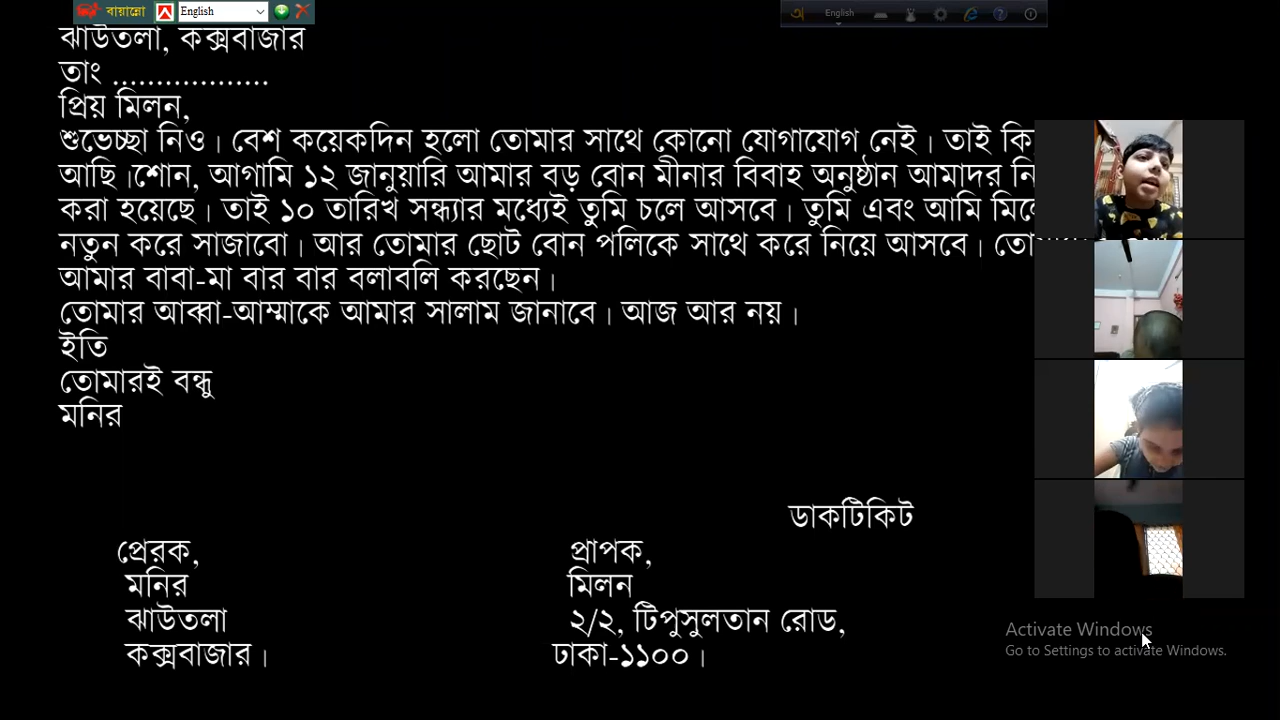 বায়ান্নো English
English
ঝাউতলা, কক্সবাজার
তাং ..................
প্রিয় মিলন,
শুভেচ্ছা নিও। বেশ কয়েকদিন হলো তোমার সাথে কোনো যোগাযোগ নেই। তাই
আছি।শোন, আগামি ১২ জানুয়ারি আমার বড় বোন মীনার বিবাহ অনুষ্ঠান আমাদর
করা হয়েছে। তাই ১০ তারিখ সন্ধ্যার মধ্যেই তুমি চলে আসবে। তুমি এবং আমি
নতুন করে সাজাবো। আর তোমার ছোট বোন পলিকে সাথে করে নিয়ে আসবে।
আমার বাবা-মা বার বার বলাবলি করছেন।
তোমার আব্বা-আম্মাকে আমার সালাম জানাবে। আজ আর নয়।
ইতি
তোমারই বন্ধু
মনির
ডাকটিকিট
প্রেরক, প্রাপক,
মনির মিলন
ঝাউতলা ২/২, টিপুসুলতান রোড,
কক্সবাজার। ঢাকা-১১০০।
Activate Windows
Go to Settings to activate Windows.